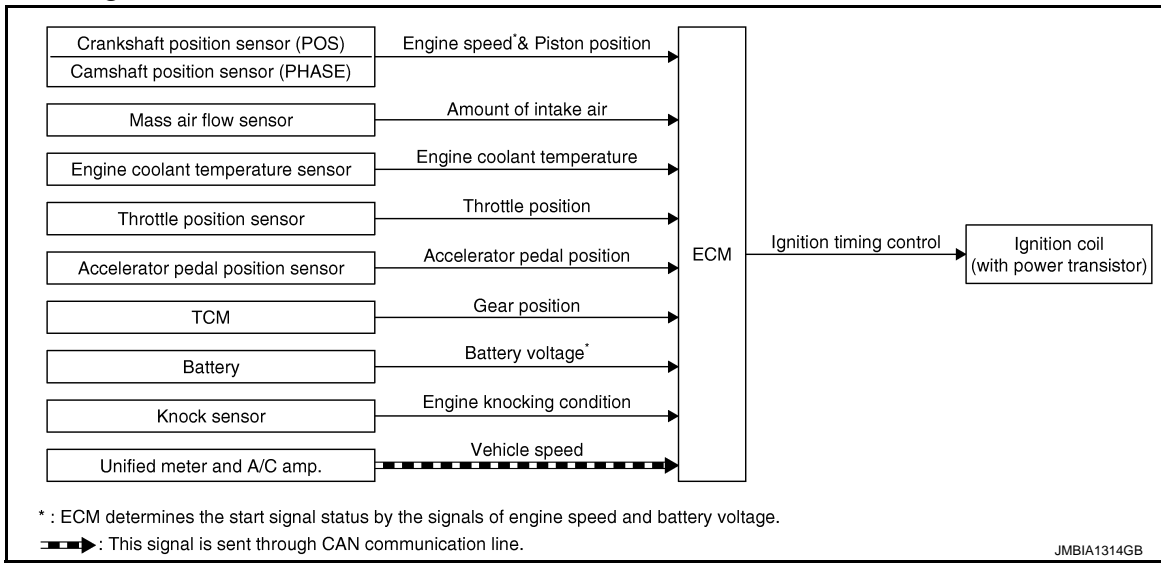 Crankshaft position sensor (POS)
Camshaft position sensor (PHASE)
Engine speed*& Piston position
Mass air flow sensor
Amount of intake air
Engine coolant temperature sensor
Engine coolant temperature
Throttle position sensor
Throttle position
Accelerator pedal position sensor
Accelerator pedal position
TCM
Gear position
Battery
Battery voltage*
Knock sensor
Engine knocking condition
Unified meter and A/C amp.
Vehicle speed
ECM
Ignition timing control
Ignition coil
(with power transistor)
* : ECM determines the start signal status by the signals of engine speed and battery voltage.
: This signal is sent through CAN communication line.
JMBIA1314GB